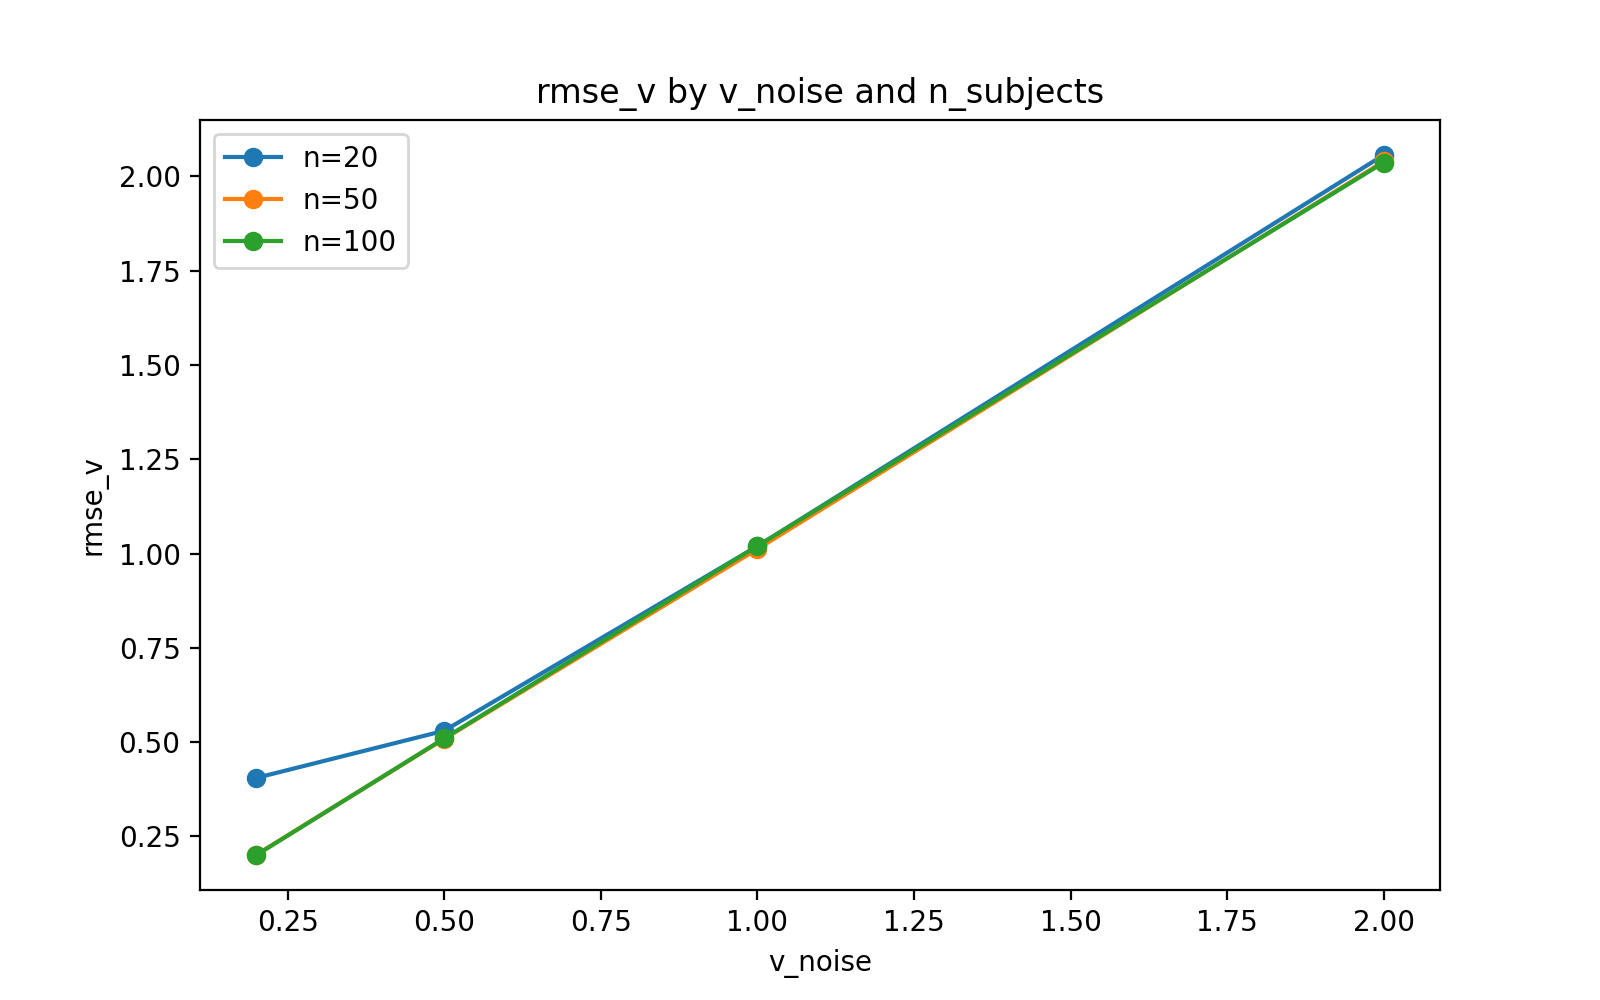 rmse_v by v_noise and n_subjects
n=20
n=50
n=100
2.00
1.75
1.50
1.25
1.00
0.75
0.50
0.25
rmse_v
0.25 0.50 0.75 1.00 1.25 1.50 1.75 2.00
v_noise